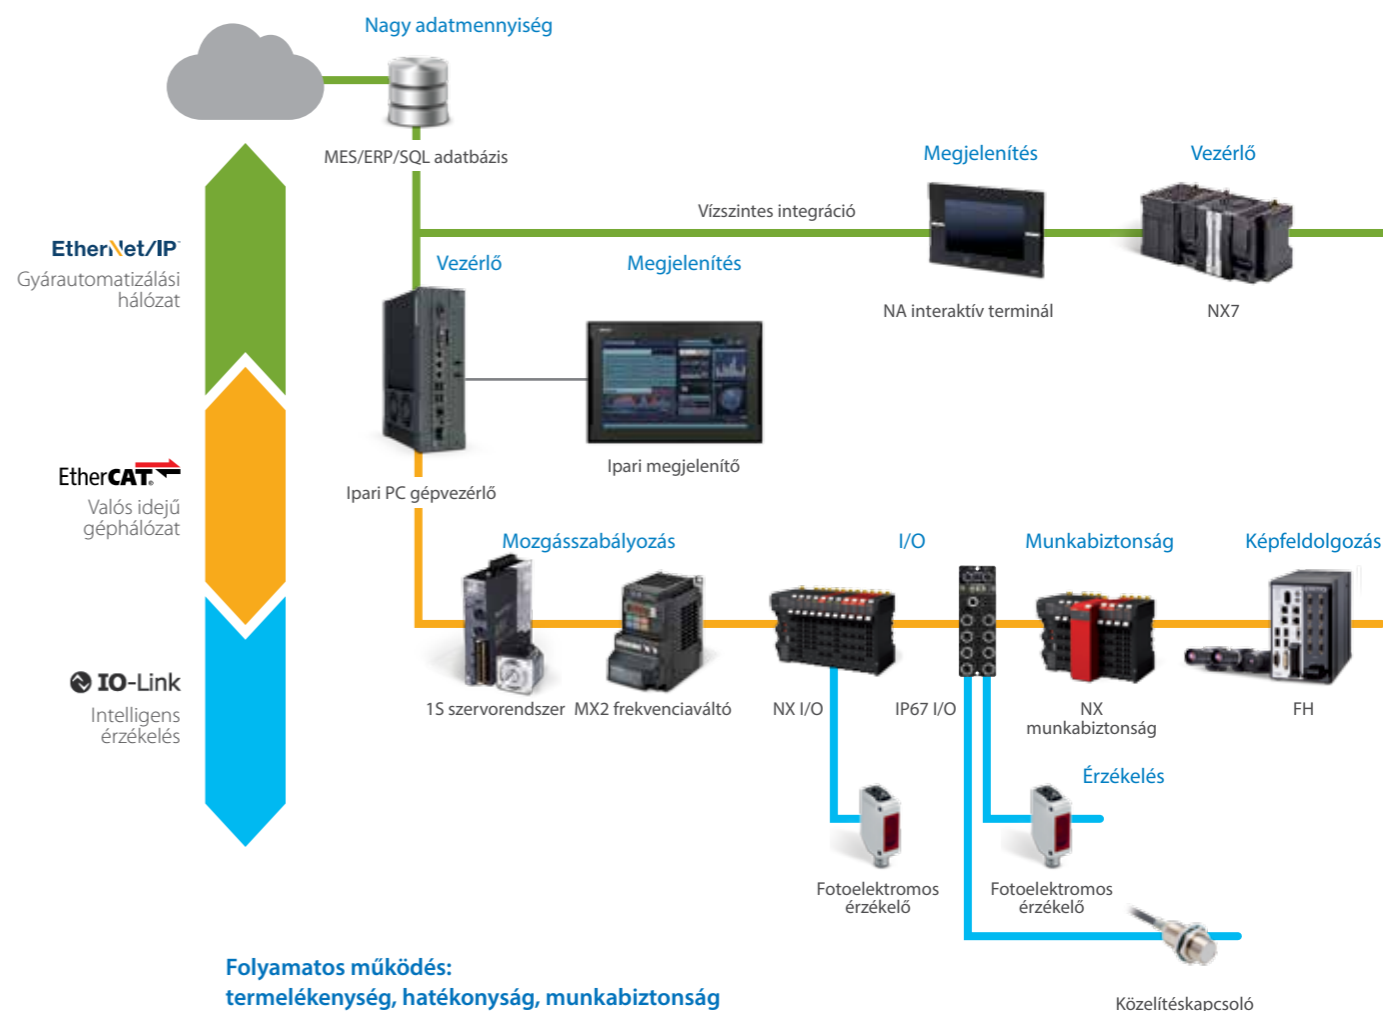 Nagy adatmennyiség
MES/ERP/SQL adatbázis
Megjelenítés
Vezérlő
Vízszintes integráció
EtherNet/IP
Gyárautomatizálási
hálózat
Vezérlő
Megjelenítés
NA interaktív terminál
NX7
Ipari megjelenítő
Ipari PC gépvezérlő
EtherCAT®
Valós idejű
géphálózat
Mozgásszabályozás
I/O
Munkabiztonság
Képfeldolgozás
IO-Link
Intelligens
érzékelés
1S szervorendszer
MX2 frekvenciaváltó
NX I/O
IP67 I/O
NX
munkabiztonság
FH
Érzékelés
Fotoelektromos
érzékelő
Fotoelektromos
érzékelő
Közelítéskapcsoló
Folyamatos működés:
termelékenység, hatékonyság, munkabiztonság